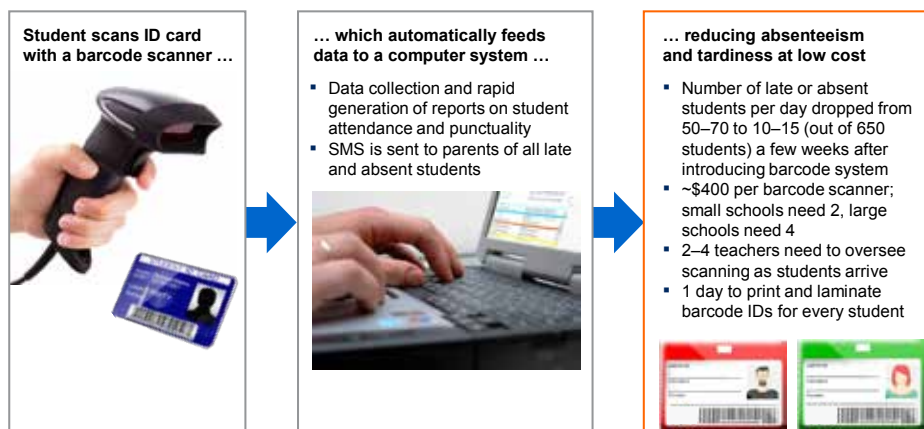 Student scans ID card
with a barcode scanner …
STUDENT ID CARD
… which automatically feeds
data to a computer system …
▪ Data collection and rapid
generation of reports on student
attendance and punctuality
▪ SMS is sent to parents of all late
and absent students
… reducing absenteeism
and tardiness at low cost
▪ Number of late or absent
students per day dropped from
50–70 to 10–15 (out of 650
students) a few weeks after
introducing barcode system
▪ ~$400 per barcode scanner;
small schools need 2, large
schools need 4
▪ 2–4 teachers need to oversee
scanning as students arrive
▪ 1 day to print and laminate
barcode IDs for every student